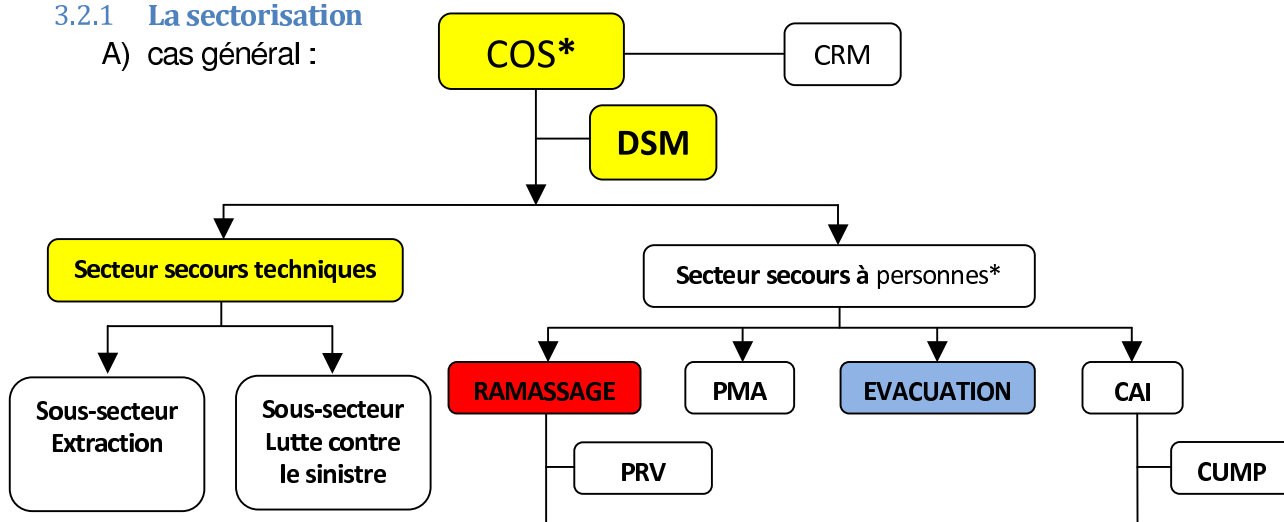 3.2.1 La sectorisation
A) cas général :
COS*
CRM
DSM
Secteur secours techniques
Secteur secours à personnes*
Sous-secteur
Extraction
Sous-secteur
Lutte contre
le sinistre
RAMASSAGE
PMA
EVACUATION
CAI
PRV
CUMP